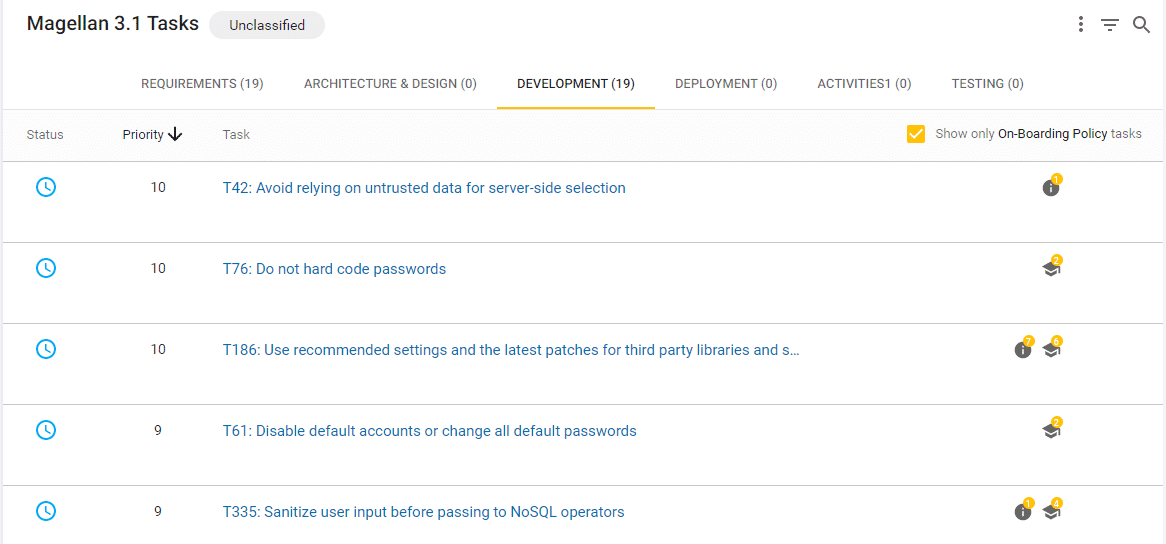 Magellan 3.1 Tasks Unclassified
REQUIREMENTS (19) ARCHITECTURE & DESIGN (0) DEVELOPMENT (19) DEPLOYMENT (0) ACTIVITIES1 (0) TESTING (0)
Status Priority Task Show only On-Boarding Policy tasks
10 T42: Avoid relying on untrusted data for server-side selection 1
10 T76: Do not hard code passwords 2
10 T186: Use recommended settings and the latest patches for third party libraries and s... 7 6
9 T61: Disable default accounts or change all default passwords 2
9 T335: Sanitize user input before passing to NoSQL operators 1 4